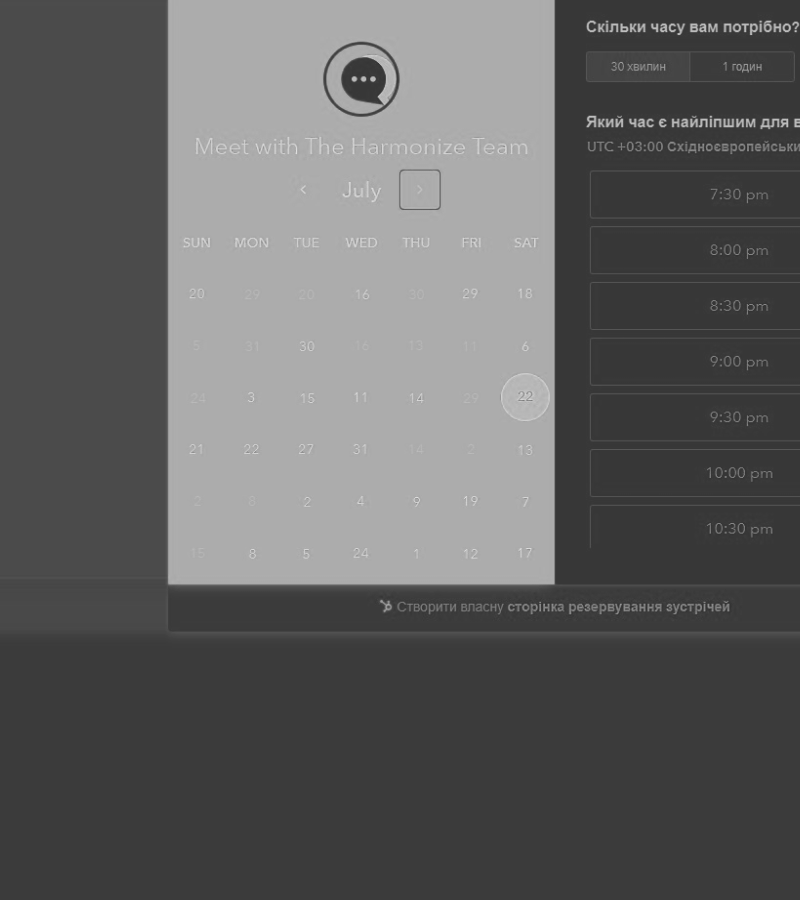 Meet with The Harmonize Team
July
SUN MON TUE WED THU FRI SAT
20 29 20 16 30 29 18
5 31 30 16 13 11 6
24 3 15 11 14 29 22
21 22 27 31 14 2 13
2 8 2 4 9 19 7
15 8 5 24 1 12 17
Скільки часу вам потрібно?
30 хвилин 1 годин
Який час є найліпшим для в
UTC +03:00 Східноєвропейськи
7:30 pm
8:00 pm
8:30 pm
9:00 pm
9:30 pm
10:00 pm
10:30 pm
Створити власну сторінка резервування зустрічей